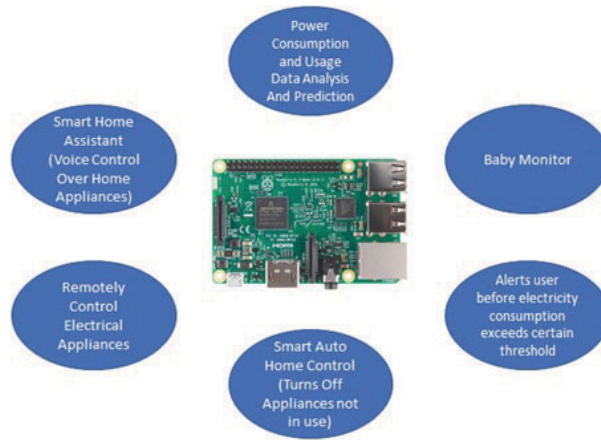 Power
Consumption
and Usage
Data Analysis
And Prediction
Smart Home
Assistant
(Voice Control
Over Home
Appliances)
Baby Monitor
HDMI
Remotely
Control
Electrical
Appliances
Alerts user
before electricity
consumption
exceeds certain
threshold
Smart Auto
Home Control
(Turns Off
Appliances not
in use)